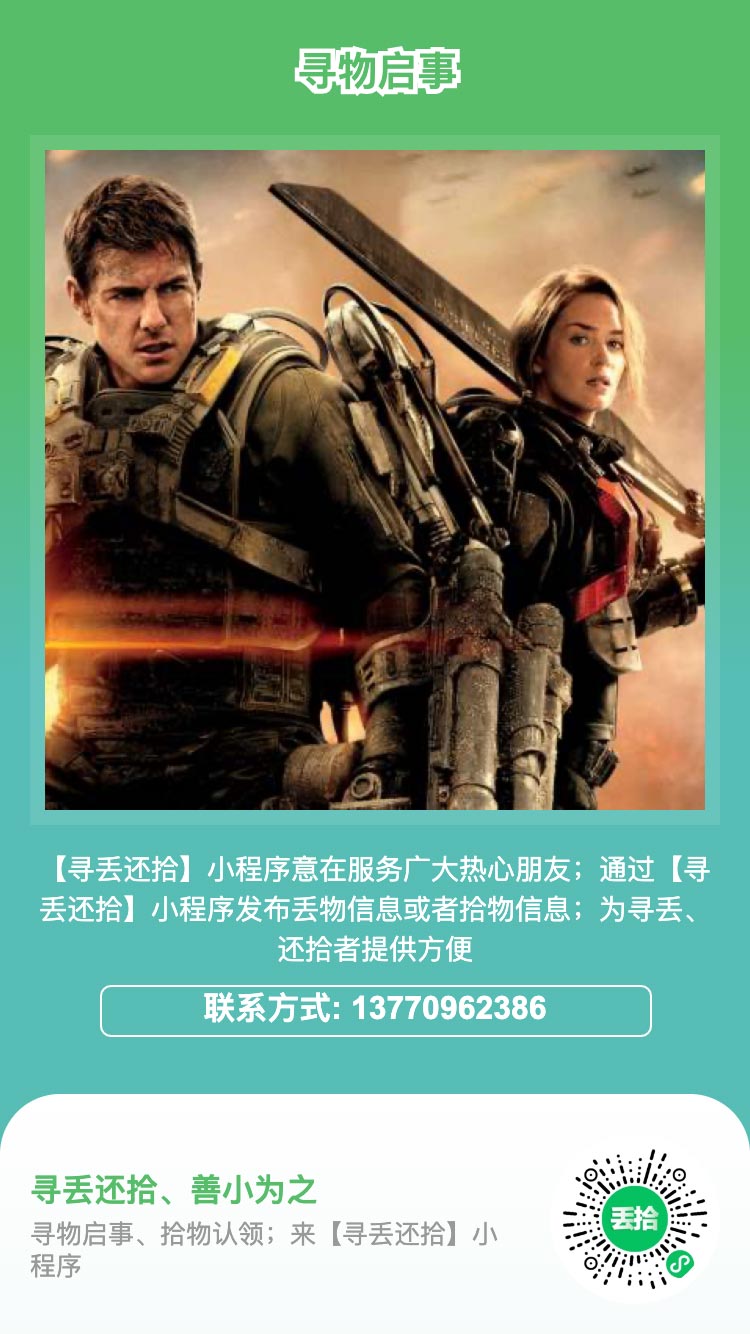 寻物启事
【寻丢还拾】小程序意在服务广大热心朋友；通过【寻
丢还拾】小程序发布丢物信息或者拾物信息；为寻丢、
还拾者提供方便
联系方式: 13770962386
寻丢还拾、善小为之
寻物启事、拾物认领；来【寻丢还拾】小
程序
丢拾